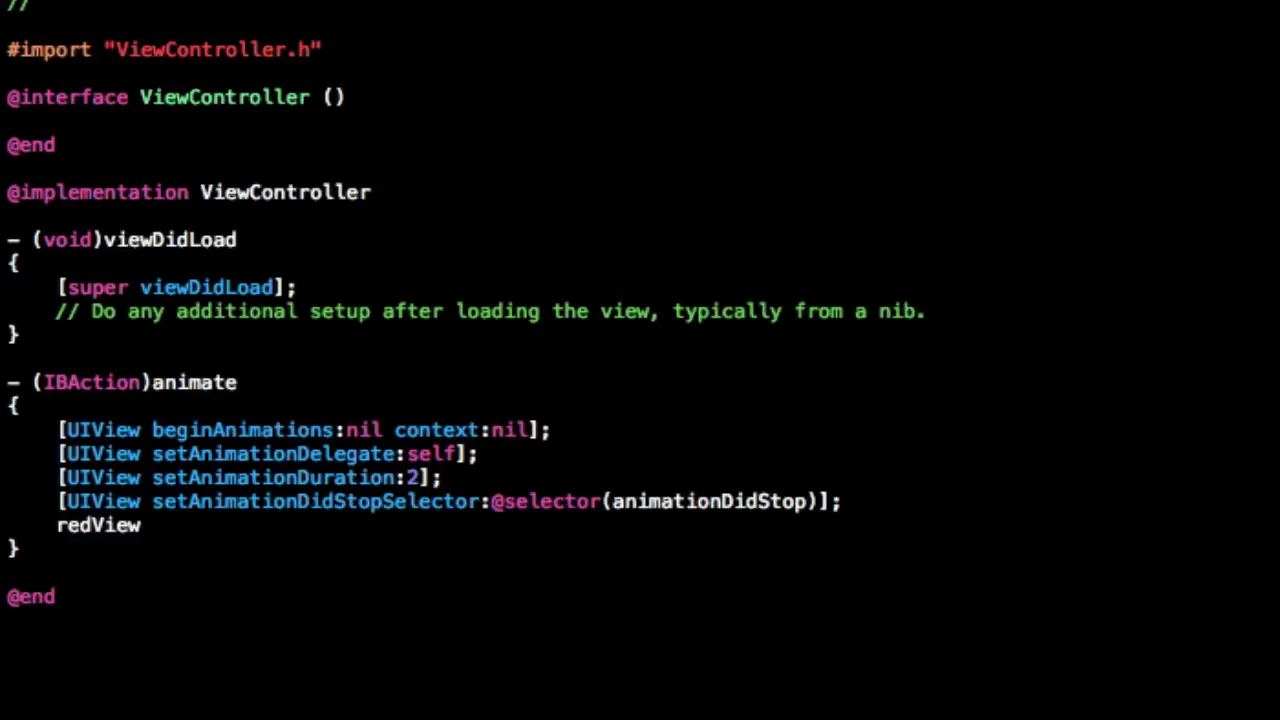 //
#import "ViewController.h"
@interface ViewController ()
@end
@implementation ViewController
- (void)viewDidLoad
{
[super viewDidLoad];
// Do any additional setup after loading the view, typically from a nib.
}
- (IBAction)animate
{
[UIView beginAnimations:nil context:nil];
[UIView setAnimationDelegate:self];
[UIView setAnimationDuration:2];
[UIView setAnimationDidStopSelector:@selector(animationDidStop)];
redView
}
@end